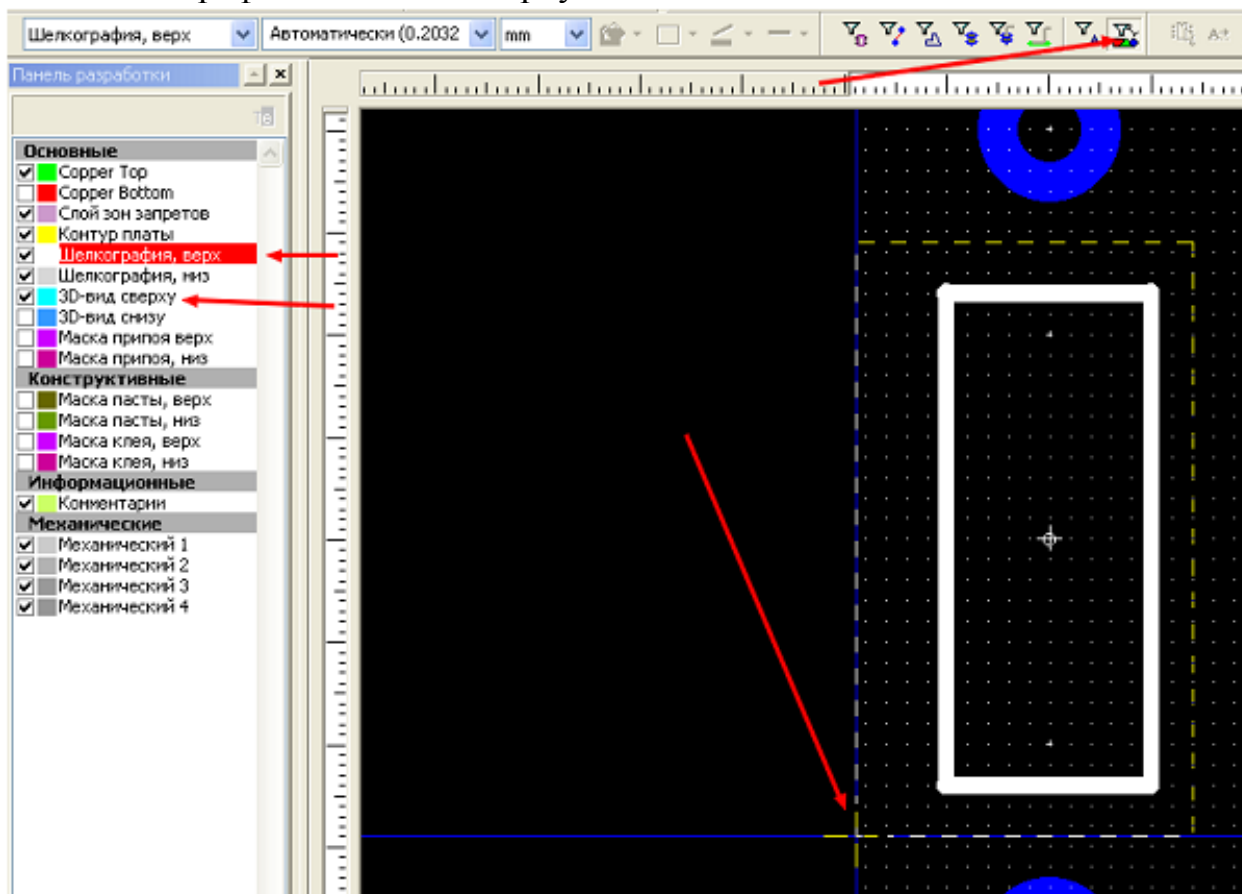 Шелкография, верх
Автоматически (0.2032
mm
Панель разработки
Основные
Copper Top
Copper Bottom
Слой зон запретов
Контур платы
Шелкография, верх
Шелкография, низ
3D-вид сверху
3D-вид снизу
Маска припоя верх
Маска припоя, низ
Конструктивные
Маска пасты, верх
Маска пасты, низ
Маска клея, верх
Маска клея, низ
Информационные
Комментарии
Механические
Механический 1
Механический 2
Механический 3
Механический 4